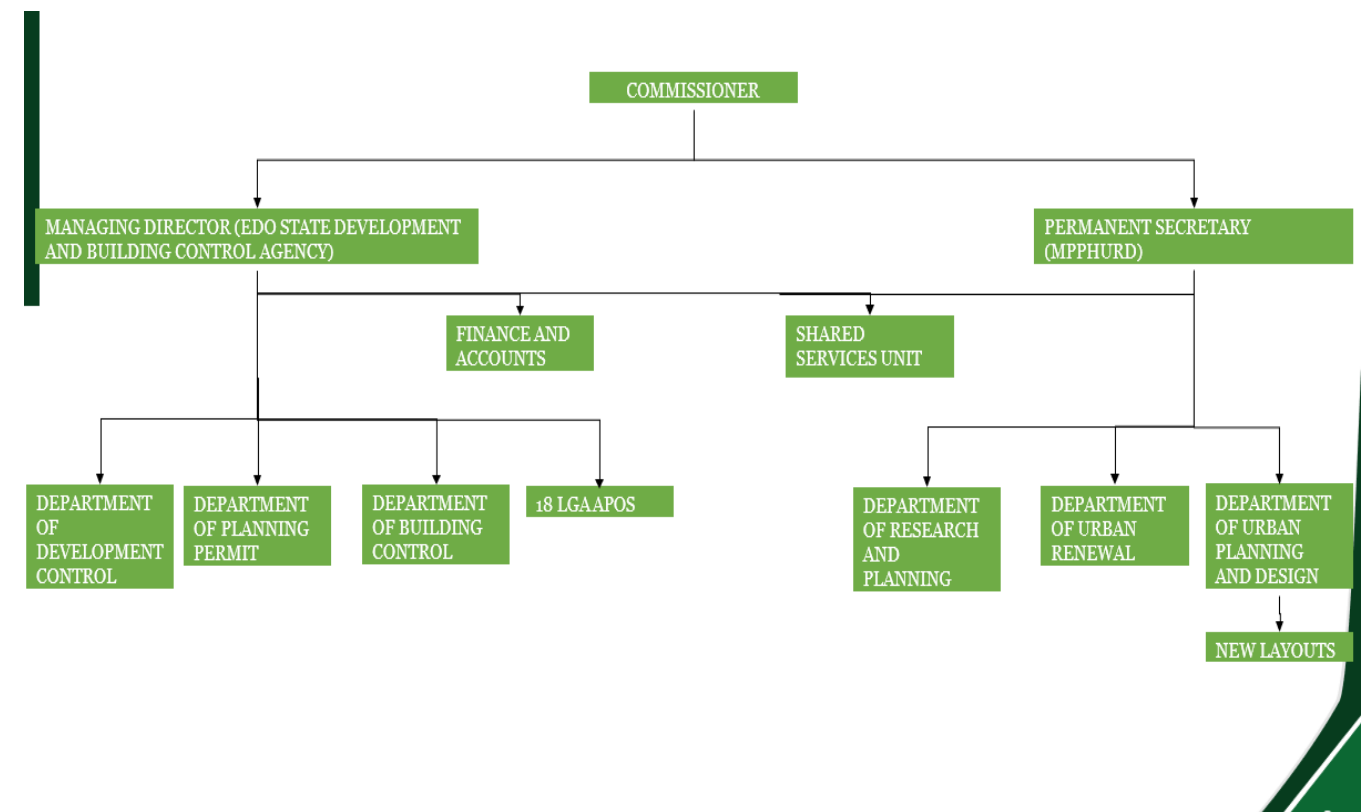 COMMISSIONER
MANAGING DIRECTOR (EDO STATE DEVELOPMENT
AND BUILDING CONTROL AGENCY)
PERMANENT SECRETARY
(MPPHURD)
FINANCE AND
ACCOUNTS
SHARED
SERVICES UNIT
DEPARTMENT
OF
DEVELOPMENT
CONTROL
DEPARTMENT
OF PLANNING
PERMIT
DEPARTMENT
OF BUILDING
CONTROL
18 LGA APOS
DEPARTMENT
OF RESEARCH
AND
PLANNING
DEPARTMENT
OF URBAN
RENEWAL
DEPARTMENT
OF URBAN
PLANNING
AND DESIGN
NEW LAYOUTS